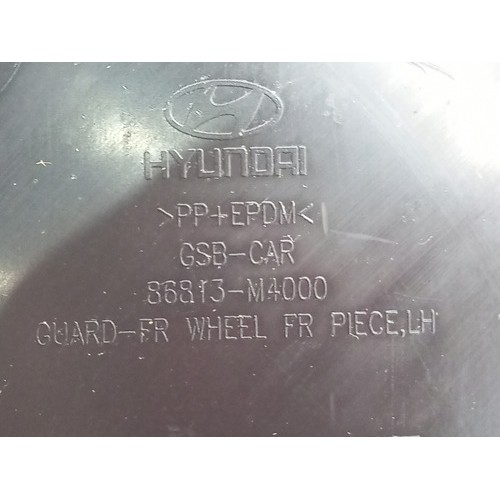 HYUNDAI
>PP+EPDM<
GSB-CAR
86813-M4000
GUARD-FR WHEEL FR PIECE,LH